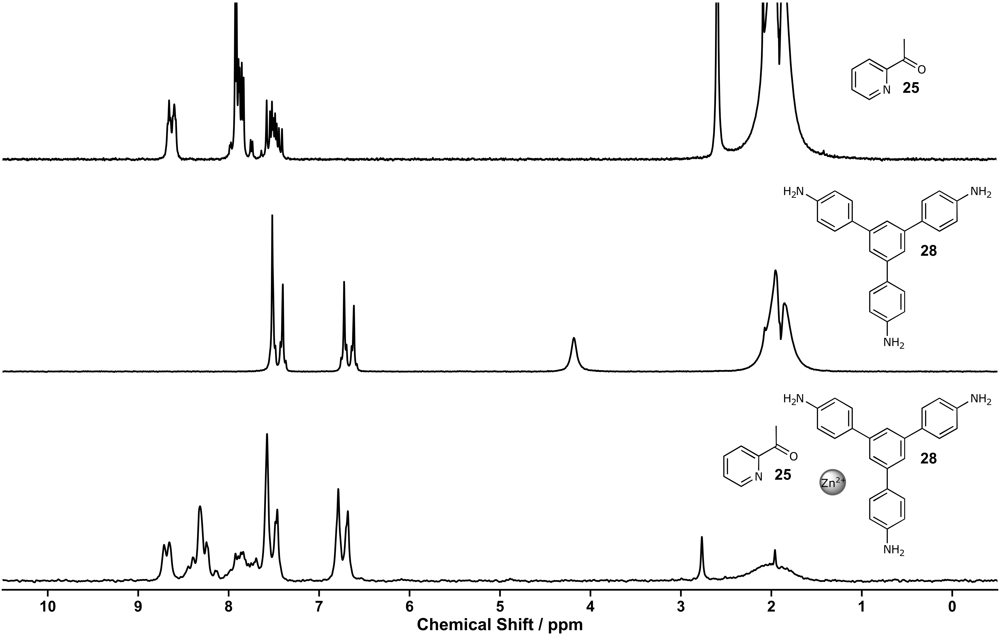 O
N
25
H₂N
NH₂
28
NH₂
H₂N
NH₂
O
N
25
28
Zn²⁺
NH₂
10 9 8 7 6 5 4 3 2 1 0
Chemical Shift / ppm